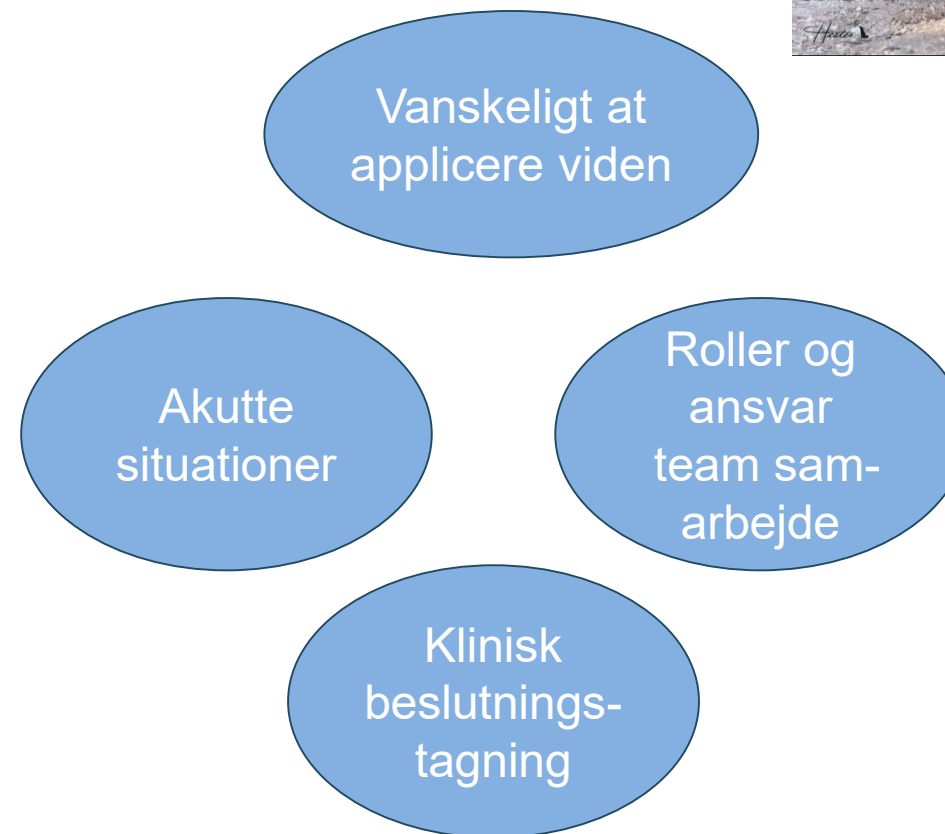 Vanskeligt at
applicere viden
Akutte
situationer
Roller og
ansvar
team sam-
arbejde
Klinisk
beslutnings-
tagning